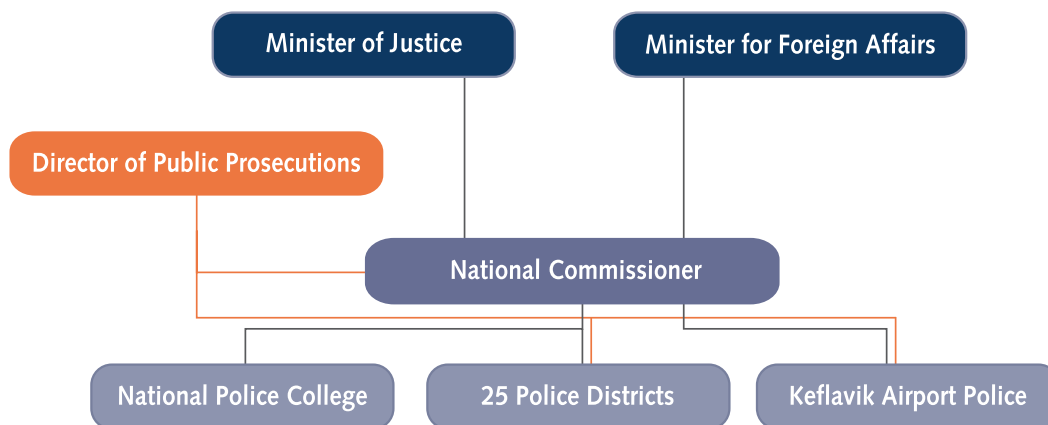 Minister of Justice
Minister for Foreign Affairs
Director of Public Prosecutions
National Commissioner
National Police College
25 Police Districts
Keflavik Airport Police